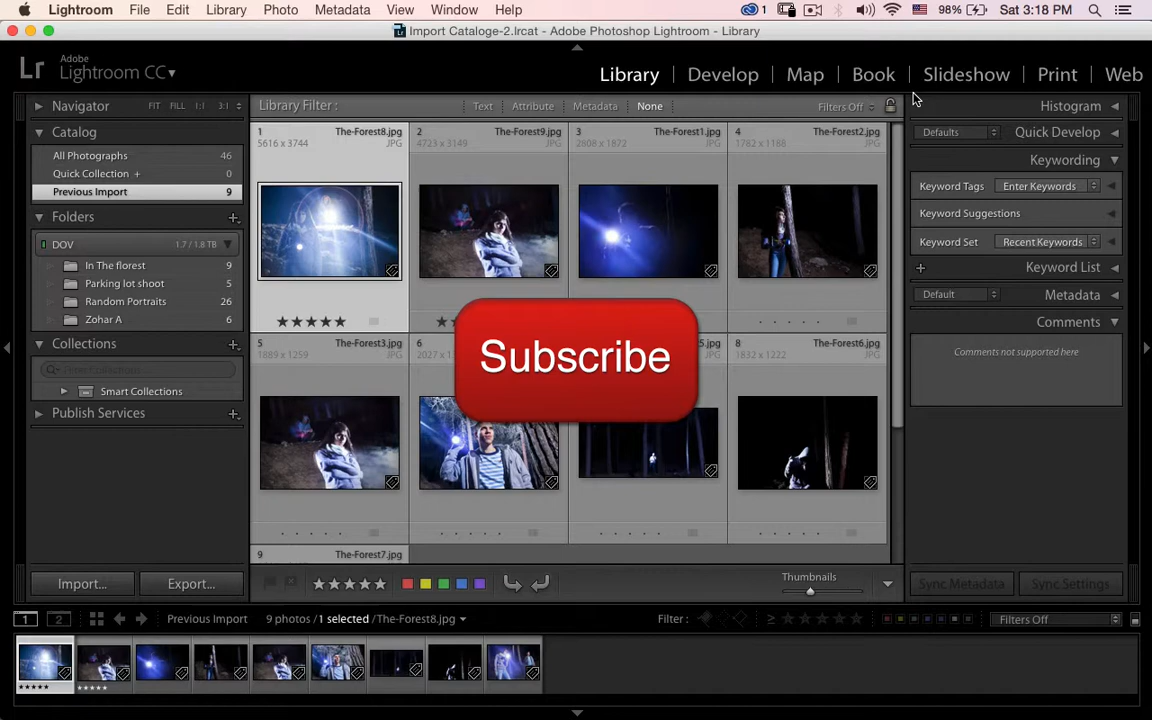 Lightroom File Edit Library Photo Metadata View Window Help 1 98% Sat 3:18 PM
Import Cataloge-2.lrcat - Adobe Photoshop Lightroom - Library
Lr Adobe
Lightroom CC
Library Develop Map Book Slideshow Print Web
Navigator FIT FILL 1:1 3:1
Library Filter : Text Attribute Metadata None Filters Off
Histogram
Catalog
All Photographs 46
Quick Collection + 0
Previous Import 9
Folders
DOV 1.7 / 1.8 TB
In The florest 9
Parking lot shoot 5
Random Portraits 26
Zohar A 6
Collections
Smart Collections
Publish Services
Import... Export...
1 The-Forest8.jpg
5616 x 3744 JPG
2 The-Forest9.jpg
4723 x 3149 JPG
3 The-Forest1.jpg
2808 x 1872 JPG
4 The-Forest2.jpg
1782 x 1188 JPG
Subscribe
5 The-Forest3.jpg
1889 x 1259 JPG
6
2027 x
5.jpg
JPG
8 The-Forest6.jpg
1832 x 1222 JPG
9 The-Forest7.jpg
Thumbnails
Defaults Quick Develop
Keywording
Keyword Tags Enter Keywords
Keyword Suggestions
Keyword Set Recent Keywords
Keyword List
Default Metadata
Comments
Comments not supported here
Sync Metadata Sync Settings
1 2 Previous Import 9 photos / 1 selected / The-Forest8.jpg Filter : Filters Off